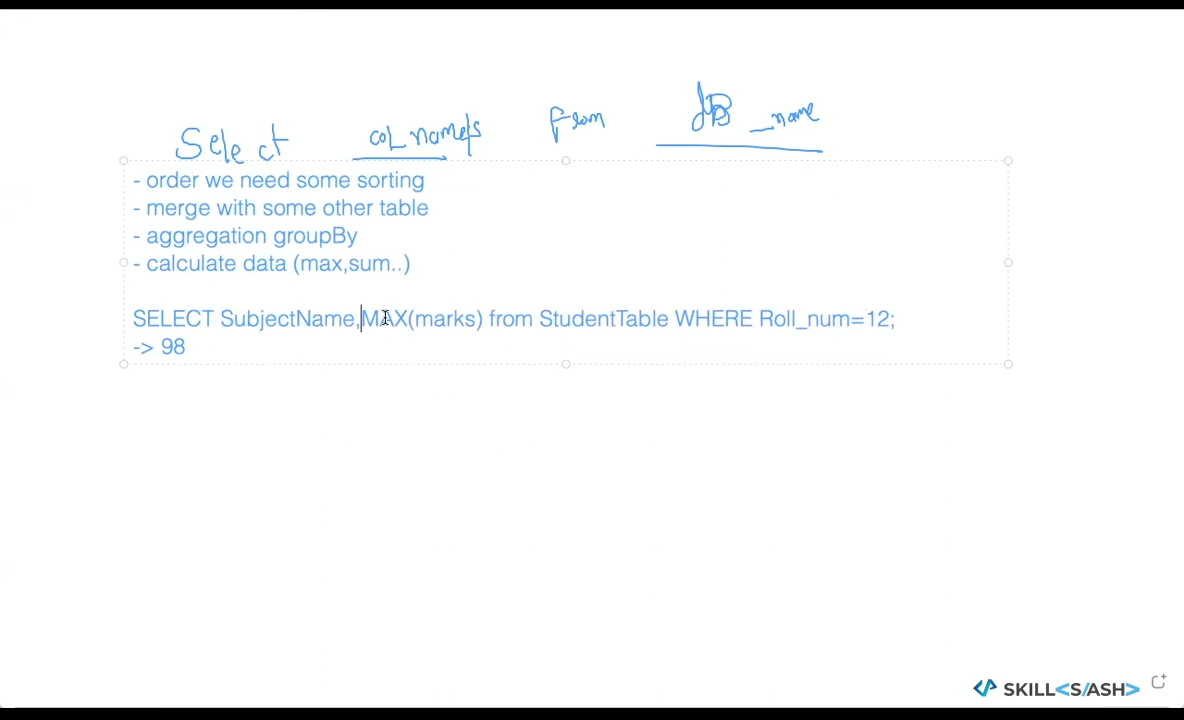 Select col_name/s from DB_name
- order we need some sorting
- merge with some other table
- aggregation groupBy
- calculate data (max,sum..)
SELECT SubjectName,MAX(marks) from StudentTable WHERE Roll_num=12;
-> 98
SKILL<S/ASH>